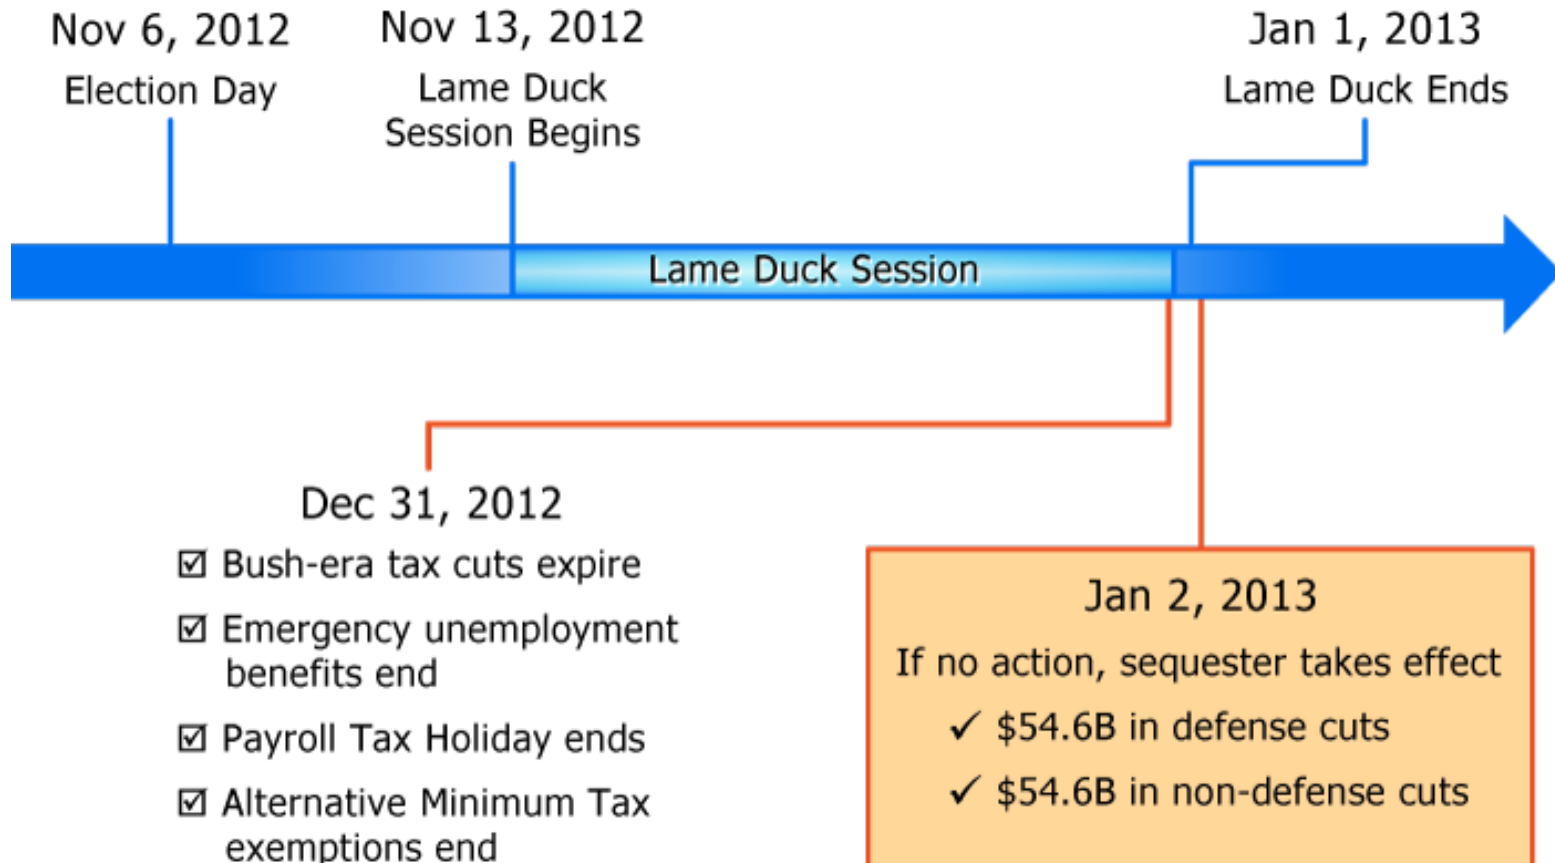 Nov 6, 2012
Election Day
Nov 13, 2012
Lame Duck
Session Begins
Jan 1, 2013
Lame Duck Ends
Lame Duck Session
Dec 31, 2012
☑ Bush-era tax cuts expire
☑ Emergency unemployment
benefits end
☑ Payroll Tax Holiday ends
☑ Alternative Minimum Tax
exemptions end
Jan 2, 2013
If no action, sequester takes effect
✓ $54.6B in defense cuts
✓ $54.6B in non-defense cuts